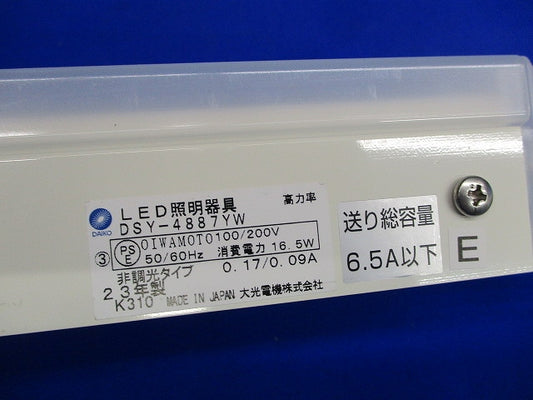 LED照明器具 高力率
DSY-4887YW
DAIKO
PS E OIWAMOTO 100/200V
50/60Hz 消費電力 16.5W
③ 非調光タイプ 0.17/0.09A
23年製
K310 MADE IN JAPAN 大光電機株式会社
送り総容量
6.5A以下
E